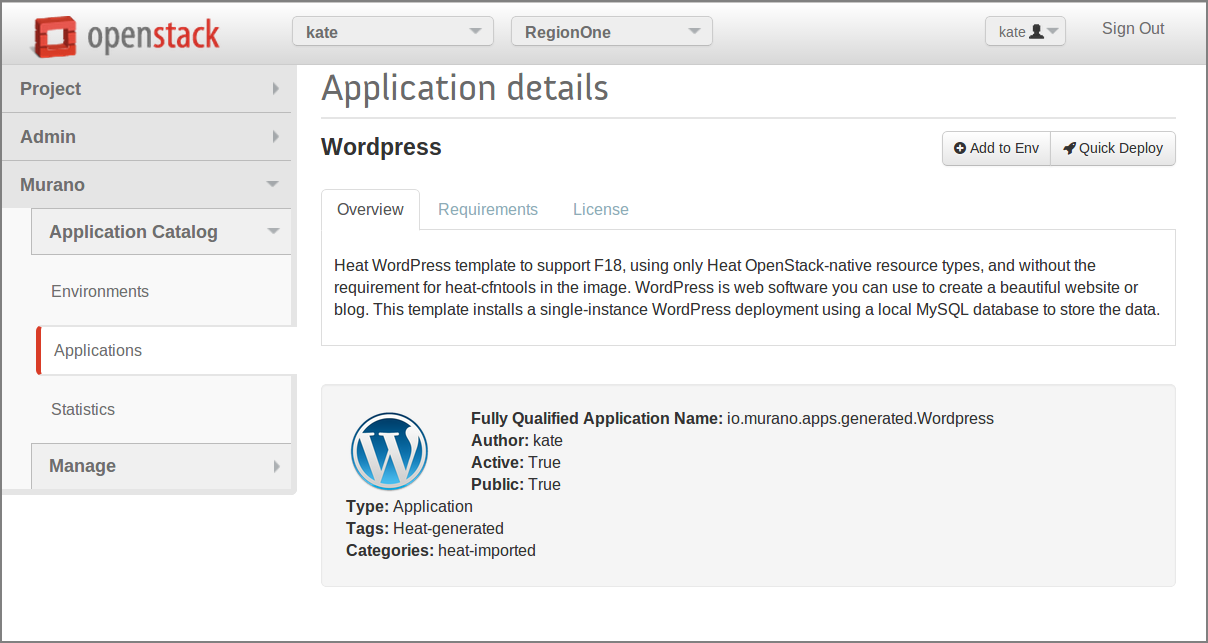 openstack
kate
RegionOne
kate
Sign Out
Project
Admin
Murano
Application Catalog
Environments
Applications
Statistics
Manage
Application details
Wordpress
Add to Env
Quick Deploy
Overview
Requirements
License
Heat WordPress template to support F18, using only Heat OpenStack-native resource types, and without the
requirement for heat-cfntools in the image. WordPress is web software you can use to create a beautiful website or
blog. This template installs a single-instance WordPress deployment using a local MySQL database to store the data.
Fully Qualified Application Name: io.murano.apps.generated.Wordpress
Author: kate
Active: True
Public: True
Type: Application
Tags: Heat-generated
Categories: heat-imported